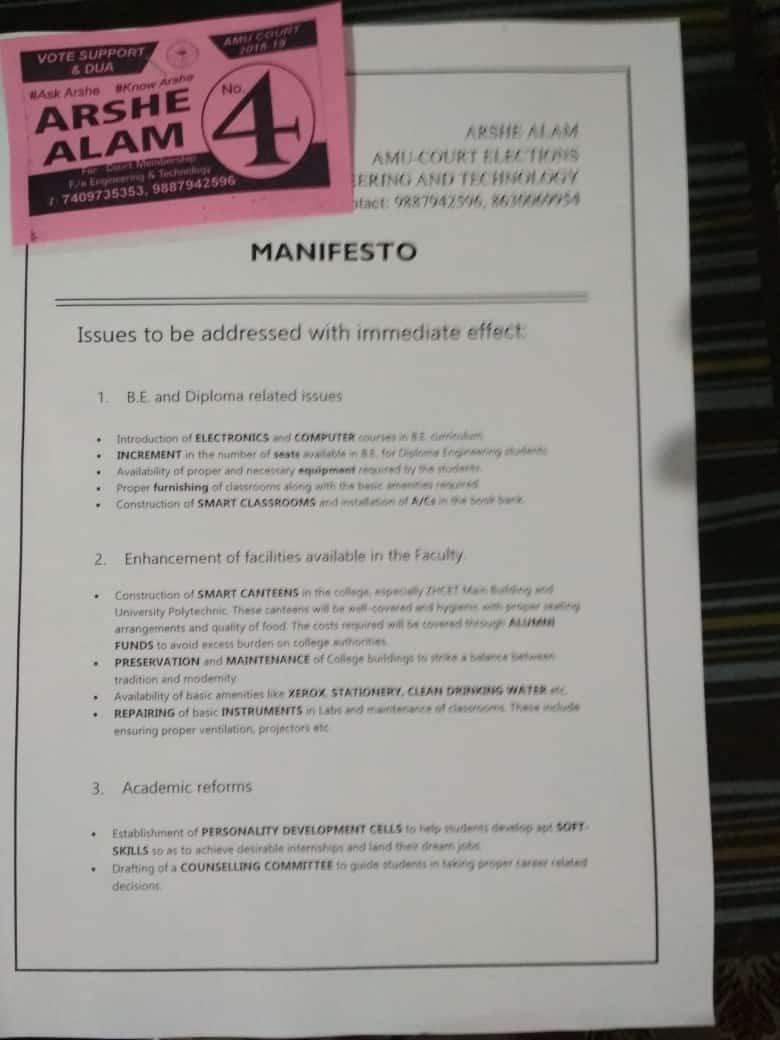 VOTE SUPPORT
& DUA
AMU COURT
2018-19
#Ask Arshe #Know Arshe
ARSHE
ALAM
No.
4
For Court Membership
F/o Engineering & Technology
7409735353, 9887942596
ARSHE ALAM
AMU-COURT ELECTIONS
ERING AND TECHNOLOGY
ntact: 9887942596, 8630069954
MANIFESTO
Issues to be addressed with immediate effect:
1. B.E. and Diploma related issues
• Introduction of ELECTRONICS and COMPUTER courses in B.E. curriculum.
• INCREMENT in the number of seats available in B.E. for Diploma Engineering students.
• Availability of proper and necessary equipment required by the students.
• Proper furnishing of classrooms along with the basic amenities required.
• Construction of SMART CLASSROOMS and installation of A/Cs in the book bank.
2. Enhancement of facilities available in the Faculty.
• Construction of SMART CANTEENS in the college, especially ZHCET Main Building and
University Polytechnic. These canteens will be well-covered and hygienic with proper seating
arrangements and quality of food. The costs required will be covered through ALUMNI
FUNDS to avoid excess burden on college authorities.
• PRESERVATION and MAINTENANCE of College buildings to strike a balance between
tradition and modernity.
• Availability of basic amenities like XEROX, STATIONERY, CLEAN DRINKING WATER etc.
• REPAIRING of basic INSTRUMENTS in Labs and maintenance of classrooms. These include
ensuring proper ventilation, projectors etc.
3. Academic reforms
• Establishment of PERSONALITY DEVELOPMENT CELLS to help students develop apt SOFT-
SKILLS so as to achieve desirable internships and land their dream jobs.
• Drafting of a COUNSELLING COMMITTEE to guide students in taking proper career related
decisions.